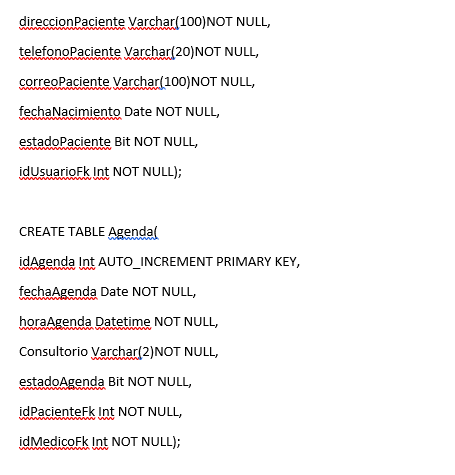 direccionPaciente Varchar(100)NOT NULL,
telefonoPaciente Varchar(20)NOT NULL,
correoPaciente Varchar(100)NOT NULL,
fechaNacimiento Date NOT NULL,
estadoPaciente Bit NOT NULL,
idUsuarioFk Int NOT NULL);
CREATE TABLE Agenda(
idAgenda Int AUTO_INCREMENT PRIMARY KEY,
fechaAgenda Date NOT NULL,
horaAgenda Datetime NOT NULL,
Consultorio Varchar(2)NOT NULL,
estadoAgenda Bit NOT NULL,
idPacienteFk Int NOT NULL,
idMedicoFk Int NOT NULL);